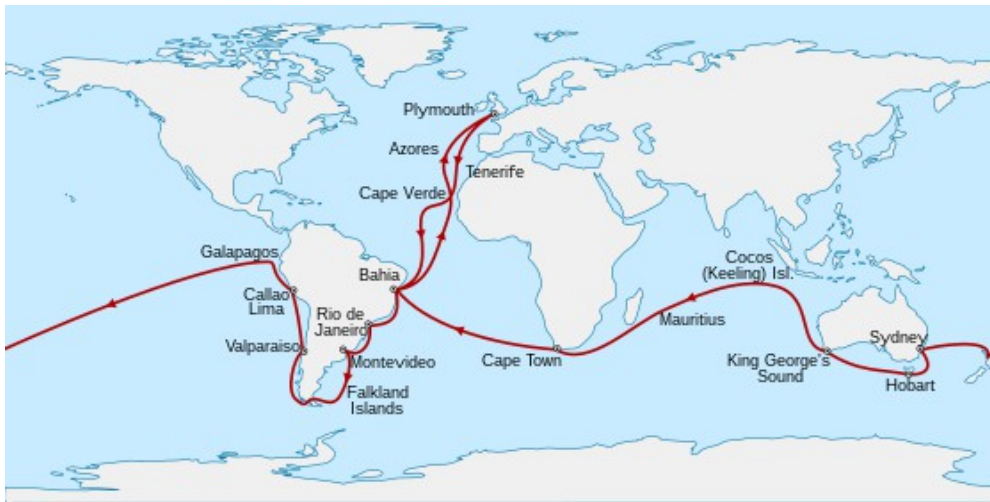 Plymouth
Azores
Tenerife
Cape Verde
Galapagos
Bahia
Cocos
(Keeling) Isl.
Callao
Lima
Rio de
Janeiro
Mauritius
Sydney
Valparaiso
Montevideo
Cape Town
King George's
Sound
Hobart
Falkland
Islands